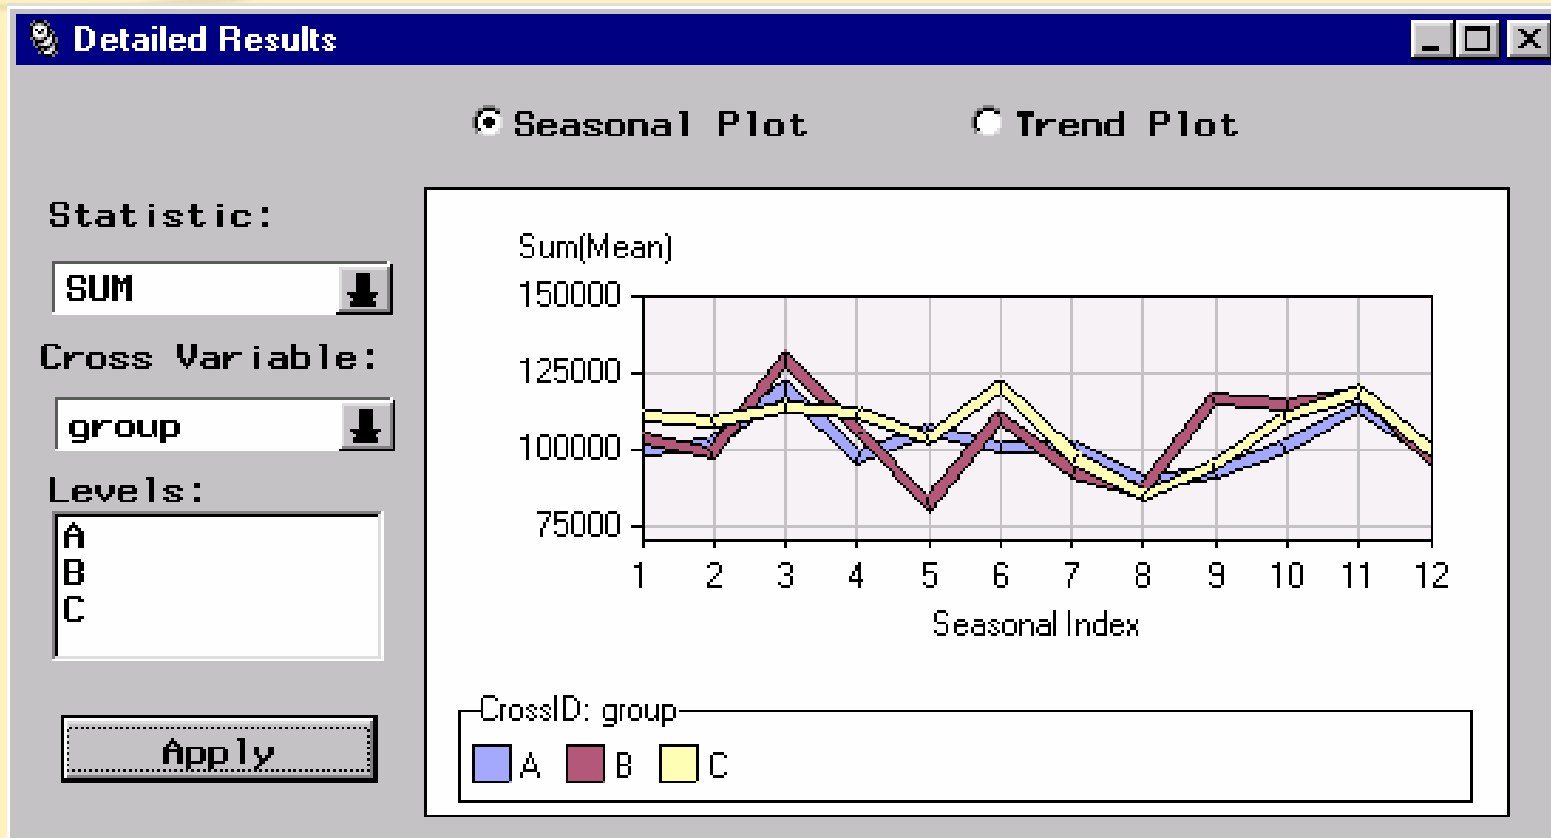 Detailed Results
Seasonal Plot
Trend Plot
Statistic:
SUM
Cross Variable:
group
Levels:
A
B
C
Apply
Sum(Mean)
150000
125000
100000
75000
1 2 3 4 5 6 7 8 9 10 11 12
Seasonal Index
CrossID: group
A B C